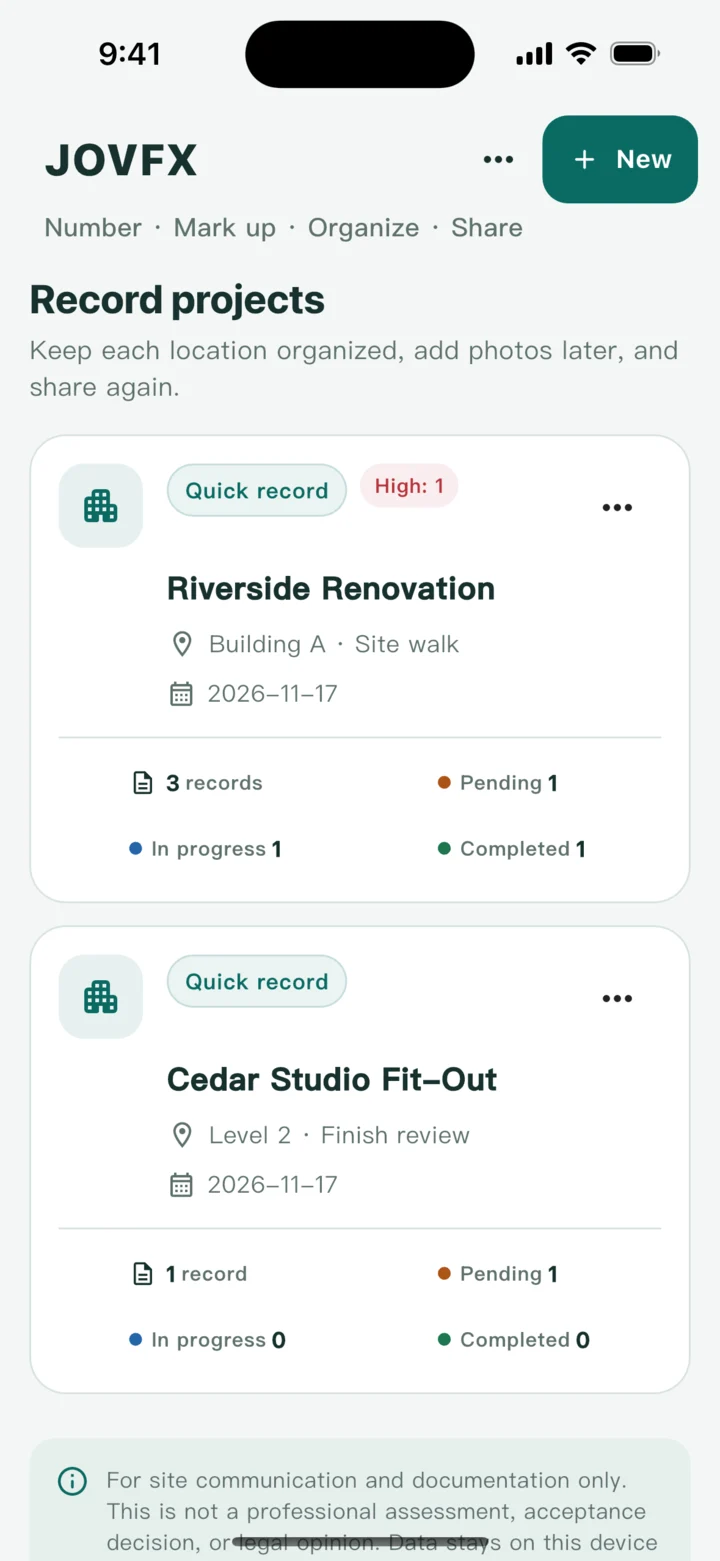 9:41
JOVFX
+ New
Number · Mark up · Organize · Share
Record projects
Keep each location organized, add photos later, and
share again.
Quick record
High: 1
Riverside Renovation
Building A · Site walk
2026–11–17
3 records
Pending 1
In progress 1
Completed 1
Quick record
Cedar Studio Fit–Out
Level 2 · Finish review
2026–11–17
1 record
Pending 1
In progress 0
Completed 0
For site communication and documentation only.
This is not a professional assessment, acceptance
decision, or legal opinion. Data stays on this device